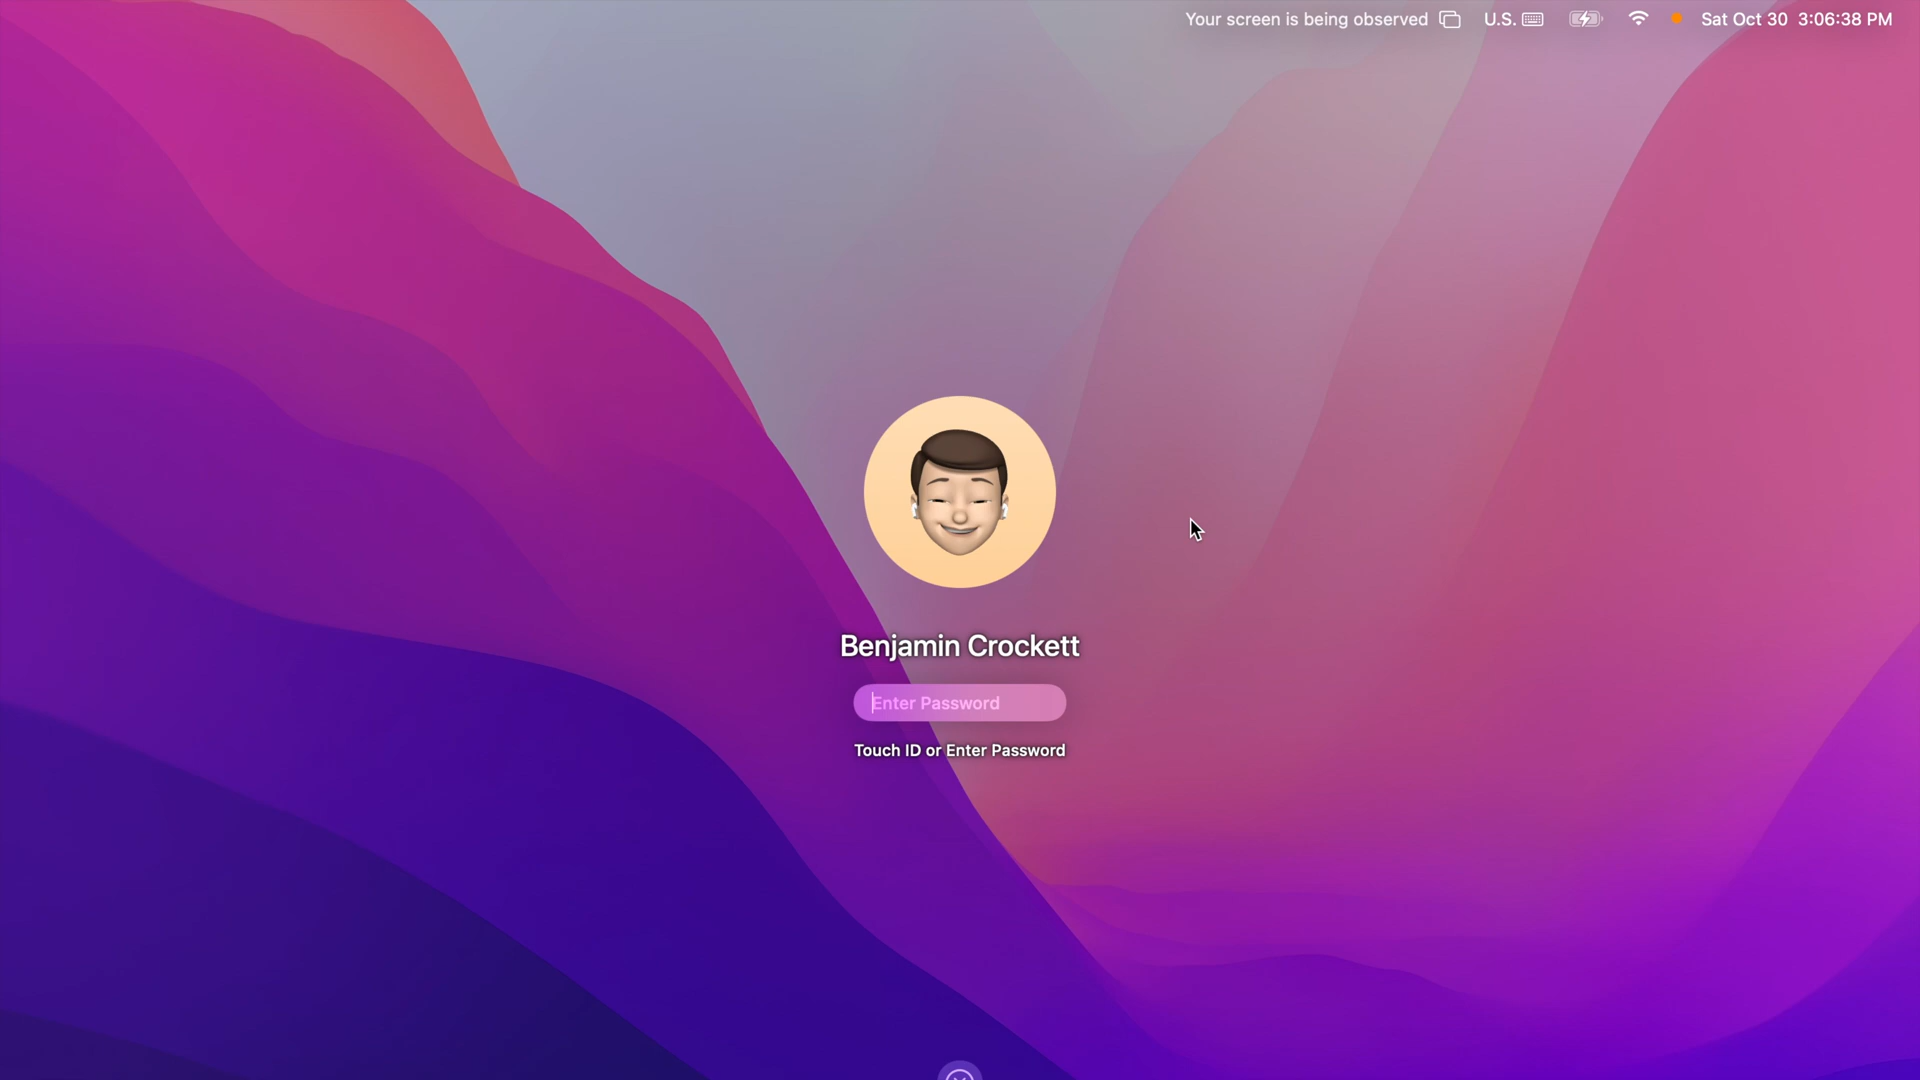 Your screen is being observed U.S. Sat Oct 30 3:06:38 PM
Benjamin Crockett
Enter Password
Touch ID or Enter Password